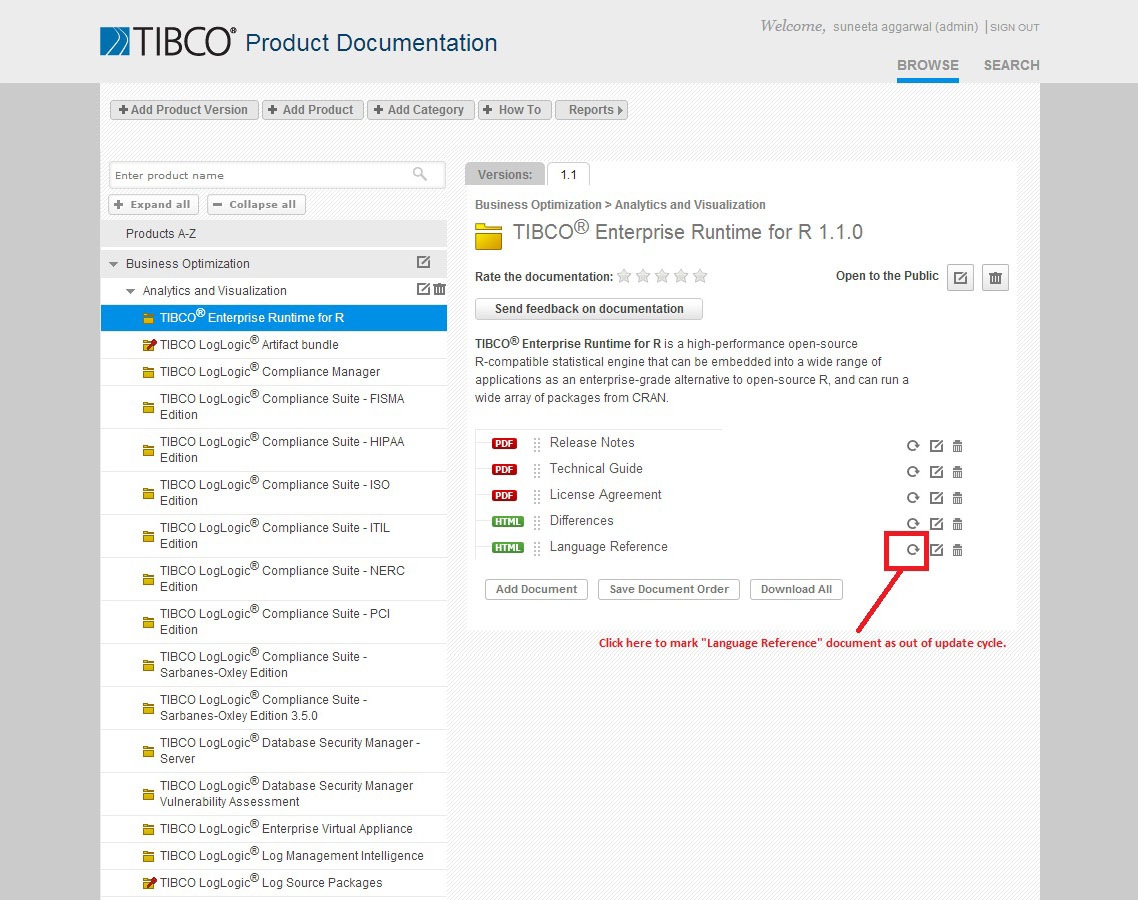 TIBCO® Product Documentation
Welcome, suneeta aggarwal (admin) | SIGN OUT
BROWSE SEARCH
Add Product Version Add Product Add Category How To Reports
Enter product name
Expand all Collapse all
Products A-Z
Business Optimization
Analytics and Visualization
TIBCO® Enterprise Runtime for R
TIBCO LogLogic® Artifact bundle
TIBCO LogLogic® Compliance Manager
TIBCO LogLogic® Compliance Suite - FISMA
Edition
TIBCO LogLogic® Compliance Suite - HIPAA
Edition
TIBCO LogLogic® Compliance Suite - ISO
Edition
TIBCO LogLogic® Compliance Suite - ITIL
Edition
TIBCO LogLogic® Compliance Suite - NERC
Edition
TIBCO LogLogic® Compliance Suite - PCI
Edition
TIBCO LogLogic® Compliance Suite -
Sarbanes-Oxley Edition
TIBCO LogLogic® Compliance Suite -
Sarbanes-Oxley Edition 3.5.0
TIBCO LogLogic® Database Security Manager -
Server
TIBCO LogLogic® Database Security Manager
Vulnerability Assessment
TIBCO LogLogic® Enterprise Virtual Appliance
TIBCO LogLogic® Log Management Intelligence
TIBCO LogLogic® Log Source Packages
Versions: 1.1
Business Optimization > Analytics and Visualization
TIBCO® Enterprise Runtime for R 1.1.0
Rate the documentation:
Open to the Public
Send feedback on documentation
TIBCO® Enterprise Runtime for R is a high-performance open-source
R-compatible statistical engine that can be embedded into a wide range of
applications as an enterprise-grade alternative to open-source R, and can run a
wide array of packages from CRAN.
PDF Release Notes
PDF Technical Guide
PDF License Agreement
HTML Differences
HTML Language Reference
Add Document Save Document Order Download All
Click here to mark "Language Reference" document as out of update cycle.